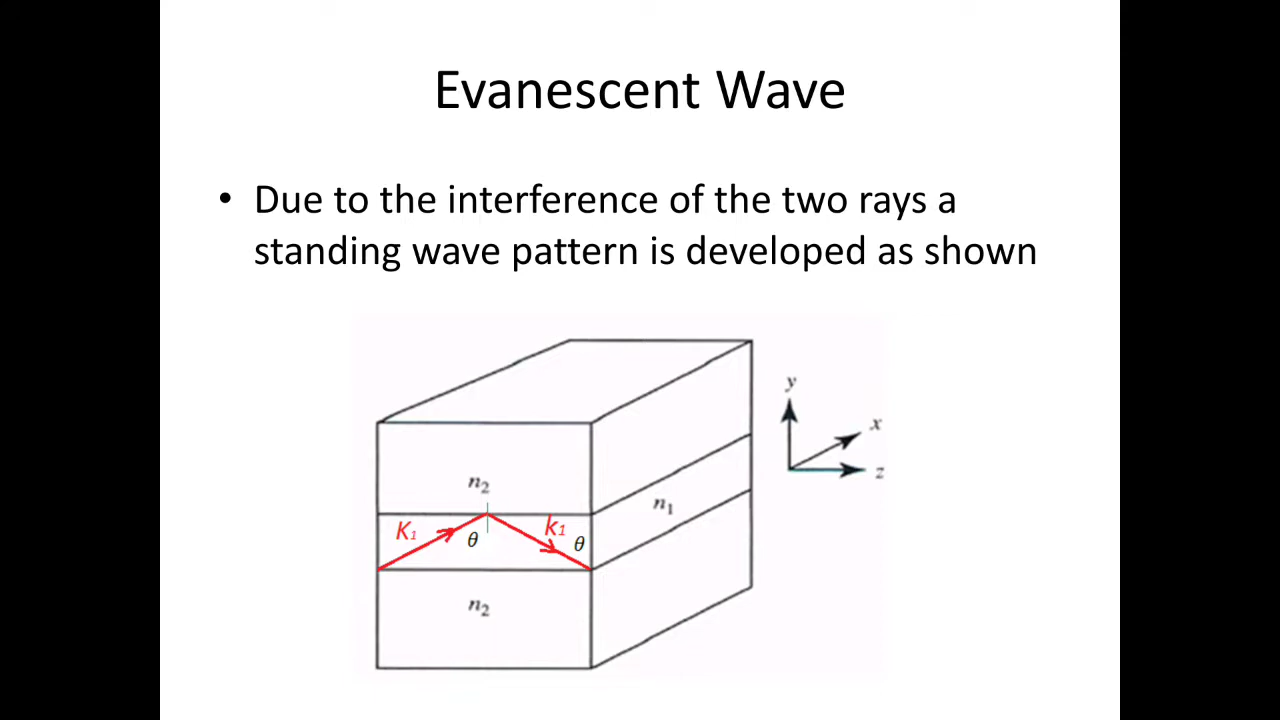 Evanescent Wave
• Due to the interference of the two rays a
standing wave pattern is developed as shown
y
x
z
n2
n1
K1
k1
θ
θ
n2